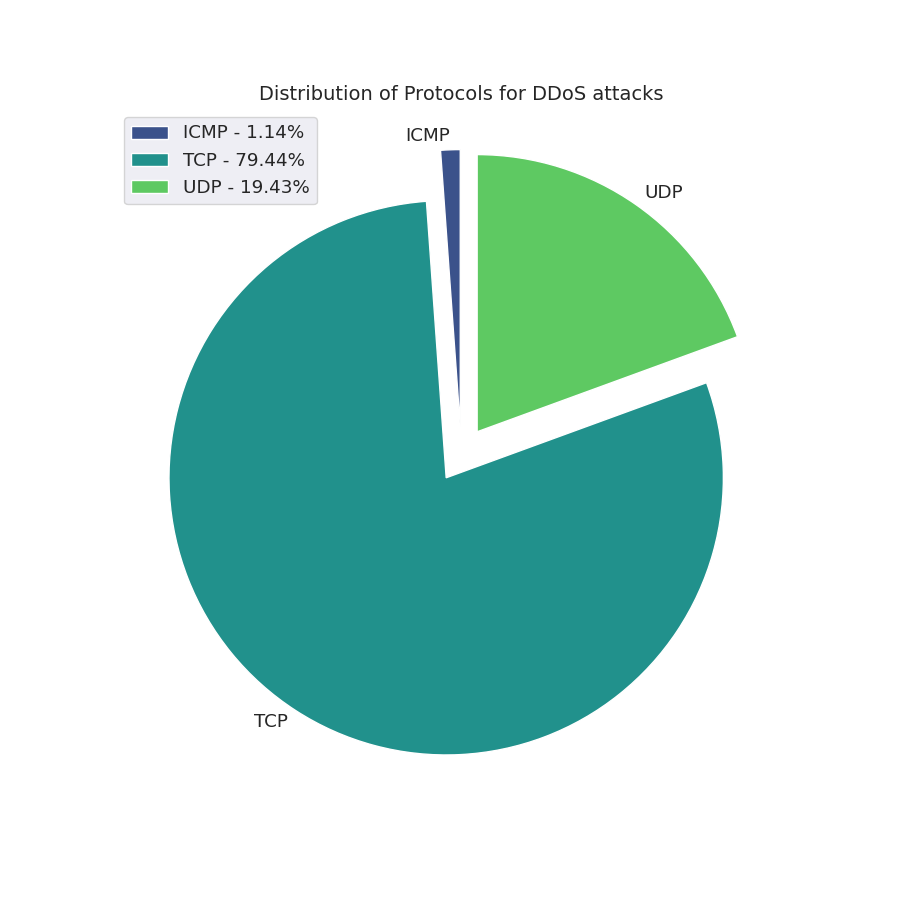 Distribution of Protocols for DDoS attacks
ICMP - 1.14%
TCP - 79.44%
UDP - 19.43%
ICMP
UDP
TCP